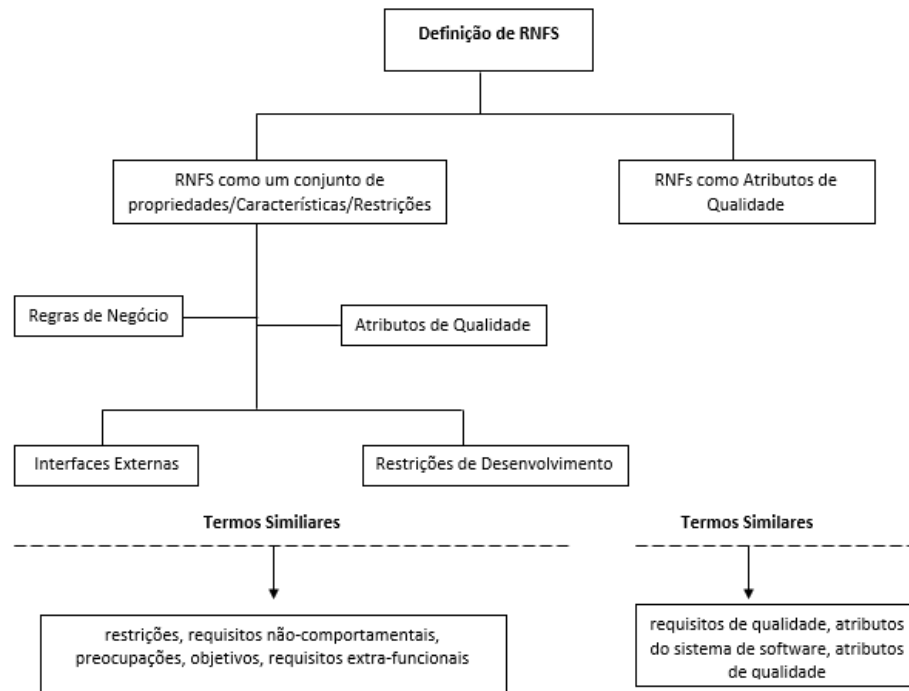 Definição de RNFS
RNFS como um conjunto de
propriedades/Características/Restrições
RNFs como Atributos de
Qualidade
Regras de Negócio
Atributos de Qualidade
Interfaces Externas
Restrições de Desenvolvimento
Termos Similiares
Termos Similares
restrições, requisitos não-comportamentais,
preocupações, objetivos, requisitos extra-funcionais
requisitos de qualidade, atributos
do sistema de software, atributos
de qualidade